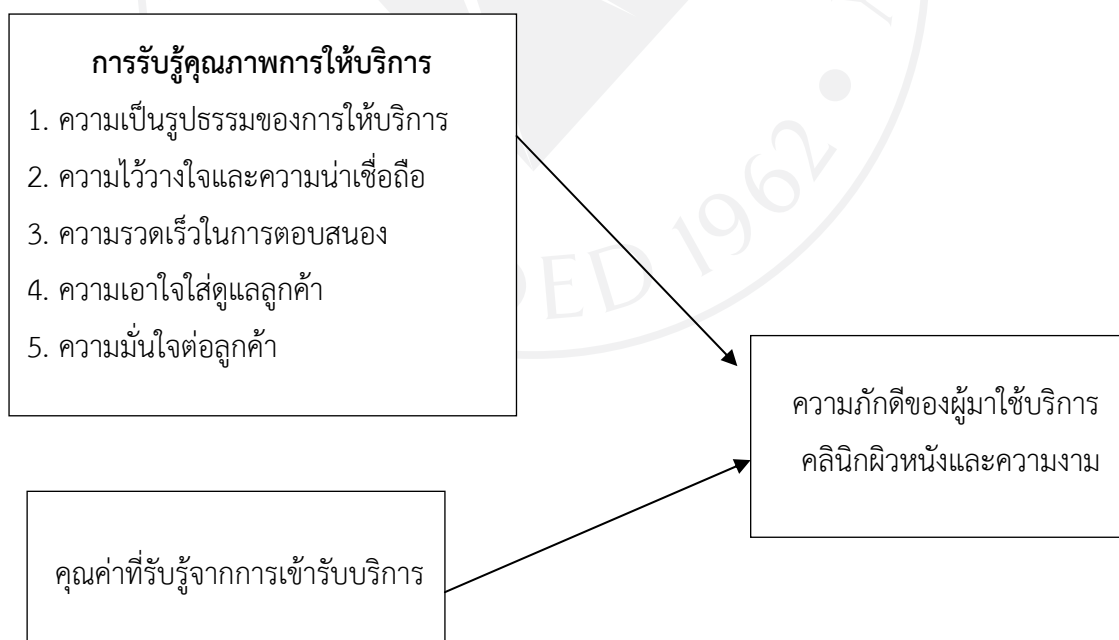 การรับรู้คุณภาพการให้บริการ
1. ความเป็นรูปธรรมของการให้บริการ
2. ความไว้วางใจและความน่าเชื่อถือ
3. ความรวดเร็วในการตอบสนอง
4. ความเอาใจใส่ดูแลลูกค้า
5. ความมั่นใจต่อลูกค้า
ความภักดีของผู้มาใช้บริการ
คลินิกผิวหนังและความงาม
คุณค่าที่รับรู้จากการเข้ารับบริการ
1962